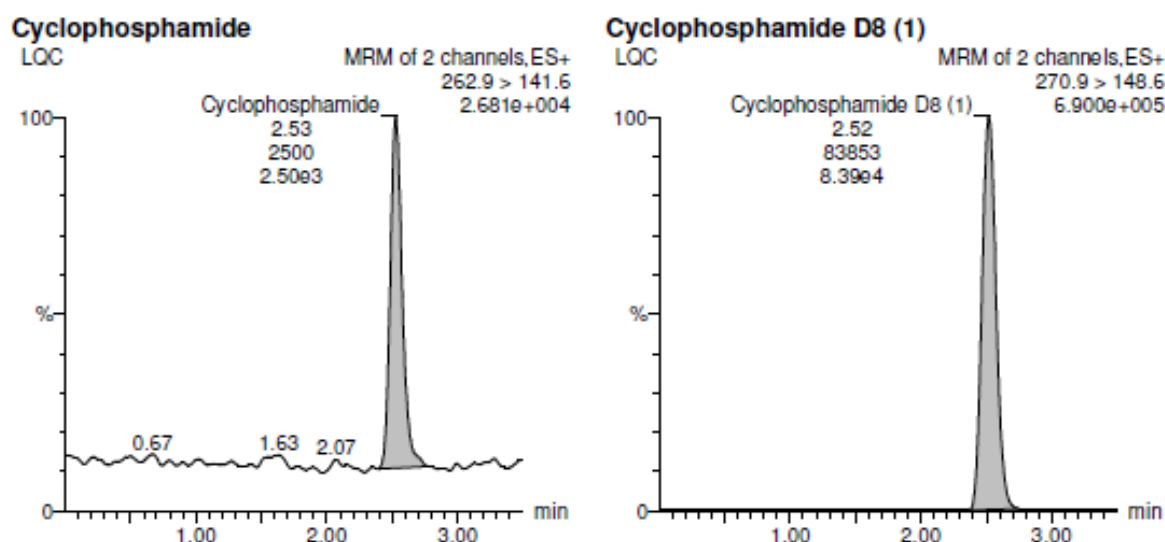 Cyclophosphamide
LQC
MRM of 2 channels,ES+
262.9 > 141.6
2.681e+004
Cyclophosphamide
2.53
2500
2.50e3
100
%
0
0.67
1.63
2.07
1.00
2.00
3.00
min
Cyclophosphamide D8 (1)
LQC
MRM of 2 channels,ES+
270.9 > 148.6
6.900e+005
Cyclophosphamide D8 (1)
2.52
83853
8.39e4
100
%
0
1.00
2.00
3.00
min